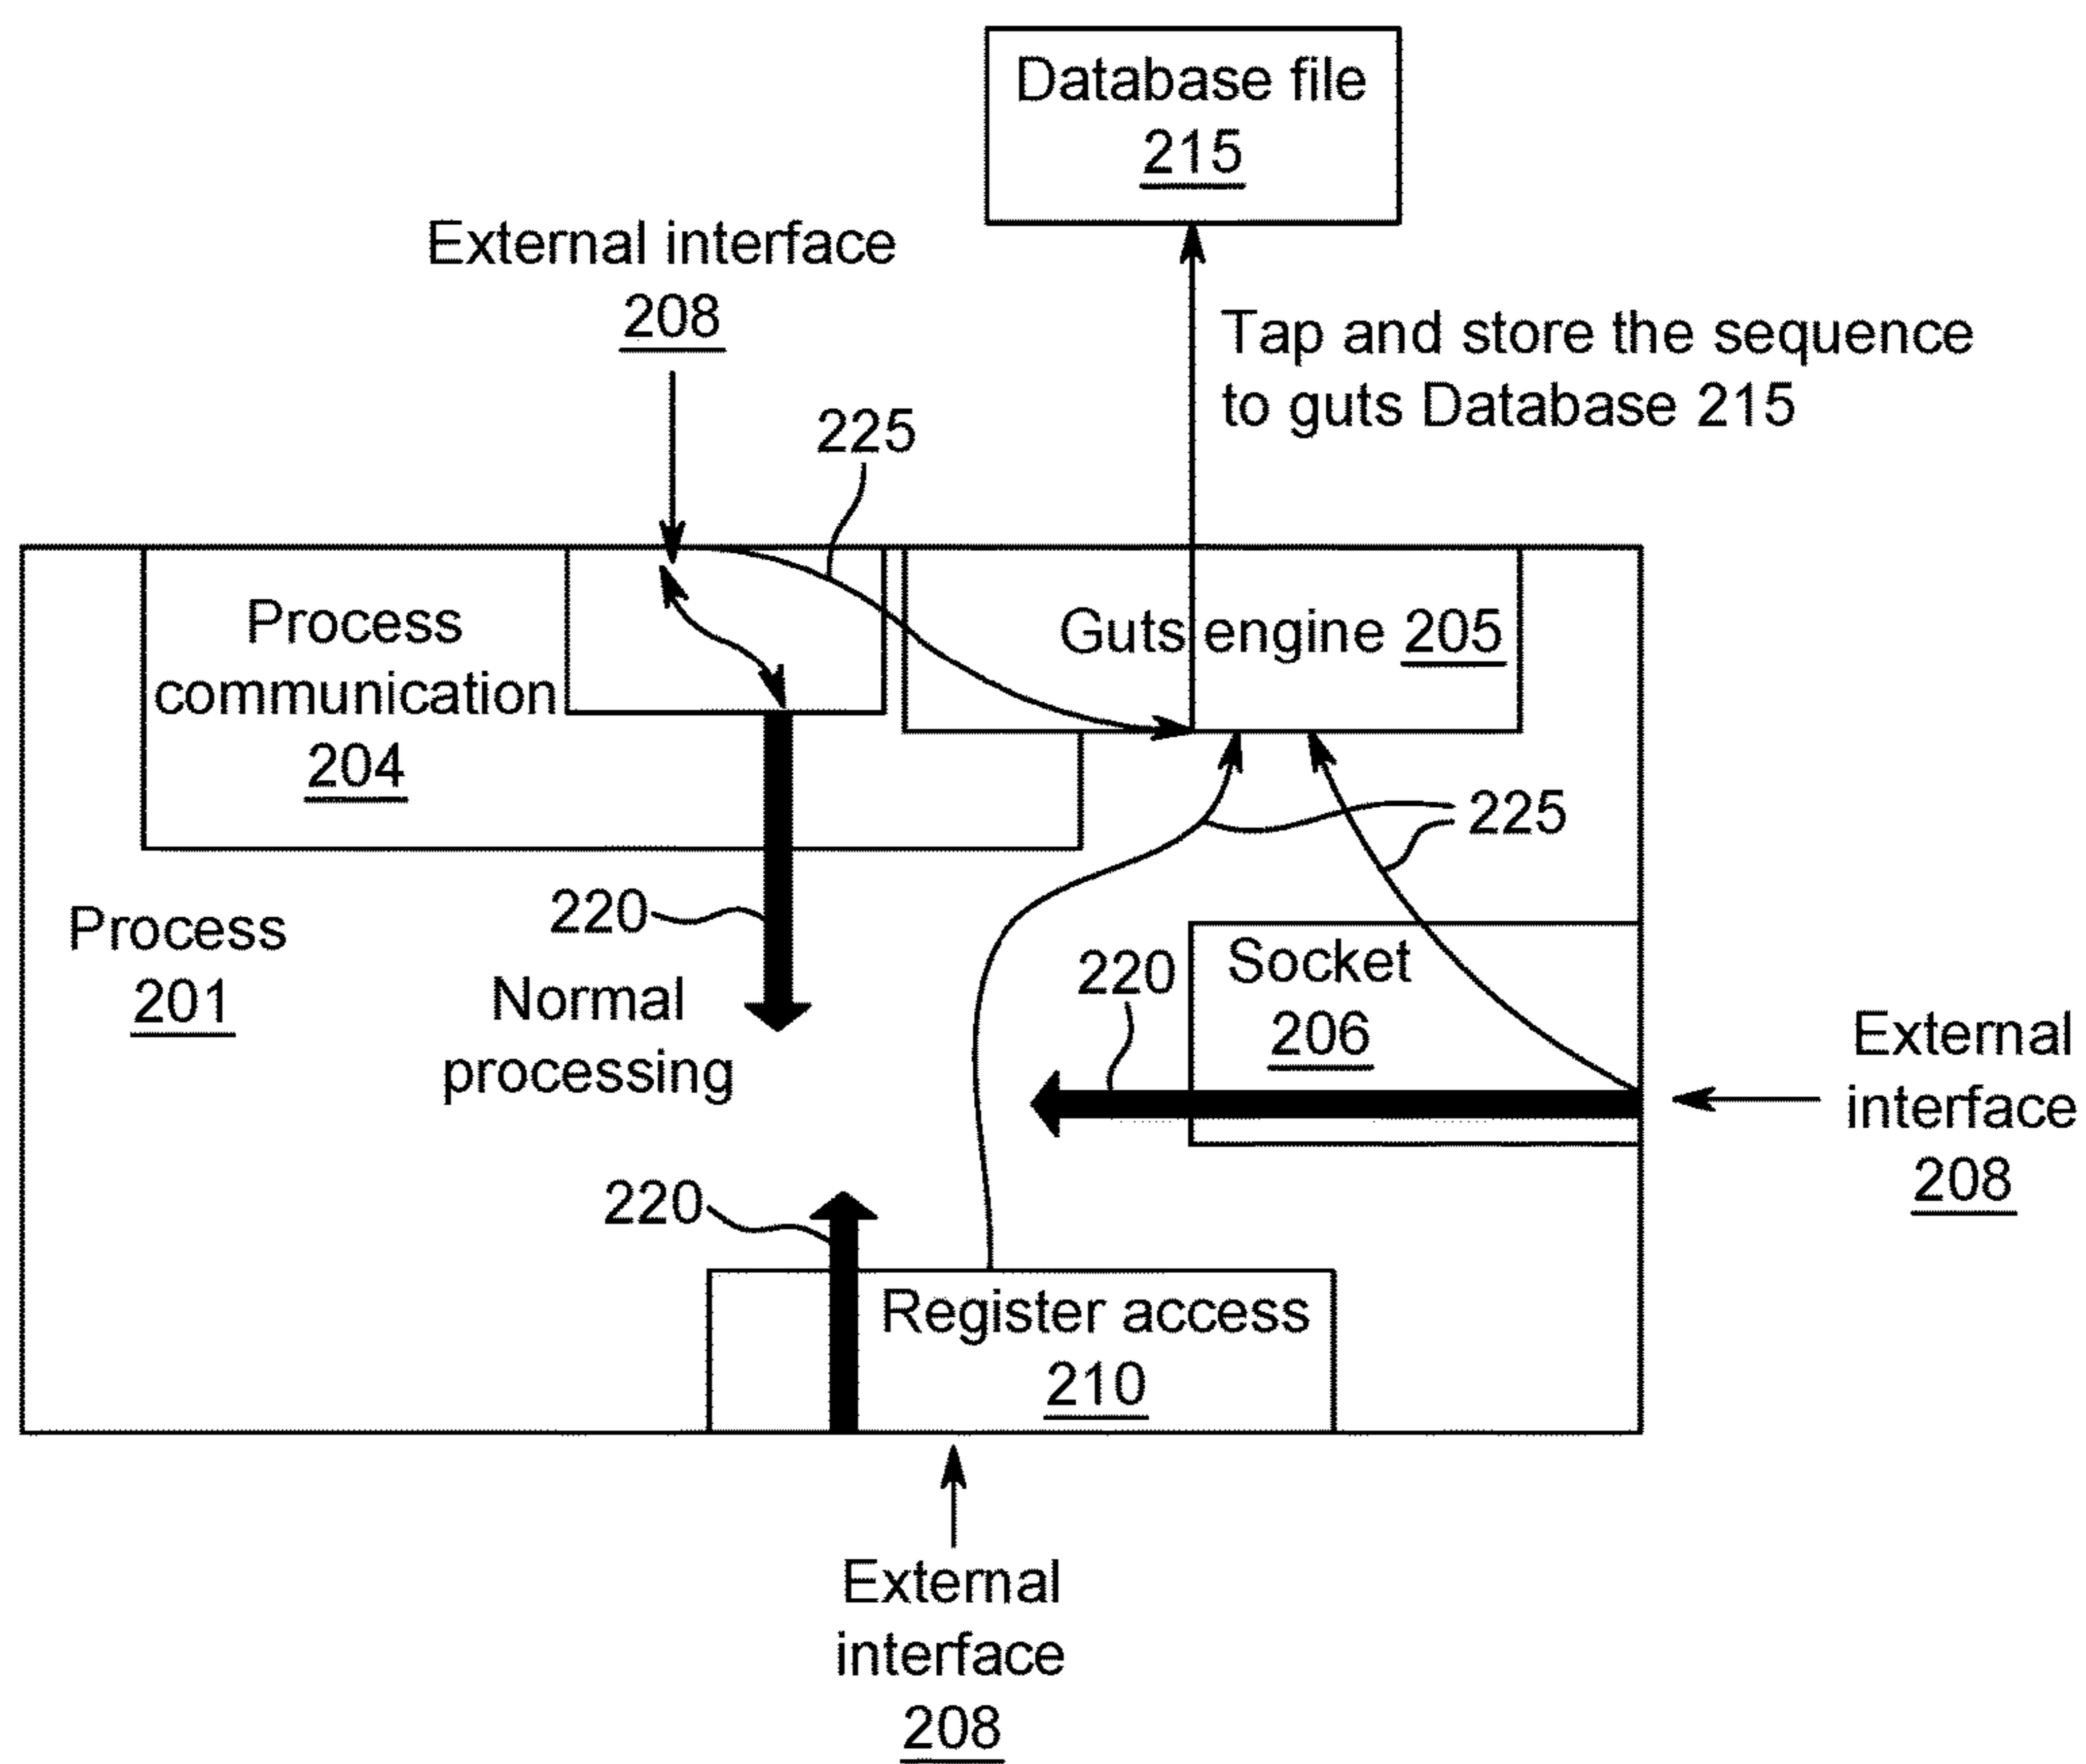 Database file
215
External interface
208
Tap and store the sequence
to guts Database 215
225
Process
communication
204
Guts engine 205
225
220
Process
201
Normal
processing
220
Socket
206
External
interface
208
220
Register access
210
External
interface
208